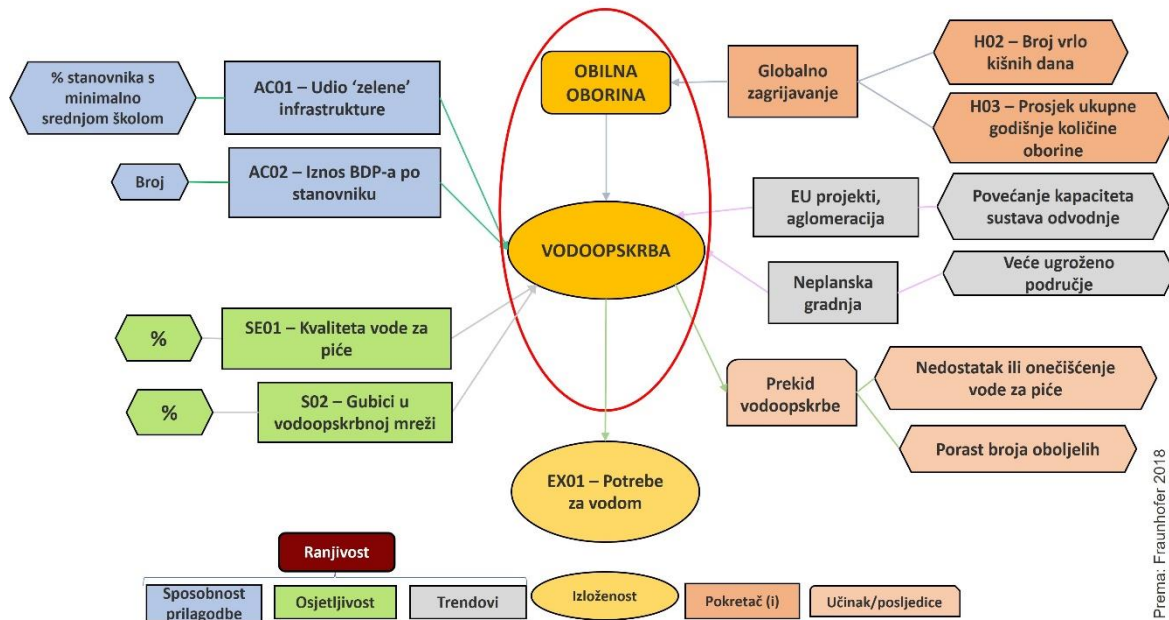 % stanovnika s
minimalno
srednjom školom
AC01 – Udio ‘zelene’
infrastrukture
Broj
AC02 – Iznos BDP-a po
stanovniku
%
SE01 – Kvaliteta vode za
piće
%
S02 – Gubici u
vodoopskrbnoj mreži
OBILNA
OBORINA
VODOOPSKRBA
EX01 – Potrebe
za vodom
Globalno
zagrijavanje
H02 – Broj vrlo
kišnih dana
H03 – Prosjek ukupne
godišnje količine
oborine
EU projekti,
aglomeracija
Povećanje kapaciteta
sustava odvodnje
Neplanska
gradnja
Veće ugroženo
područje
Prekid
vodoopskrbe
Nedostatak ili onečišćenje
vode za piće
Porast broja oboljelih
Ranjivost
Sposobnost
prilagodbe
Osjetljivost
Trendovi
Izloženost
Pokretač (i)
Učinak/posljedice
Prema: Fraunhofer 2018